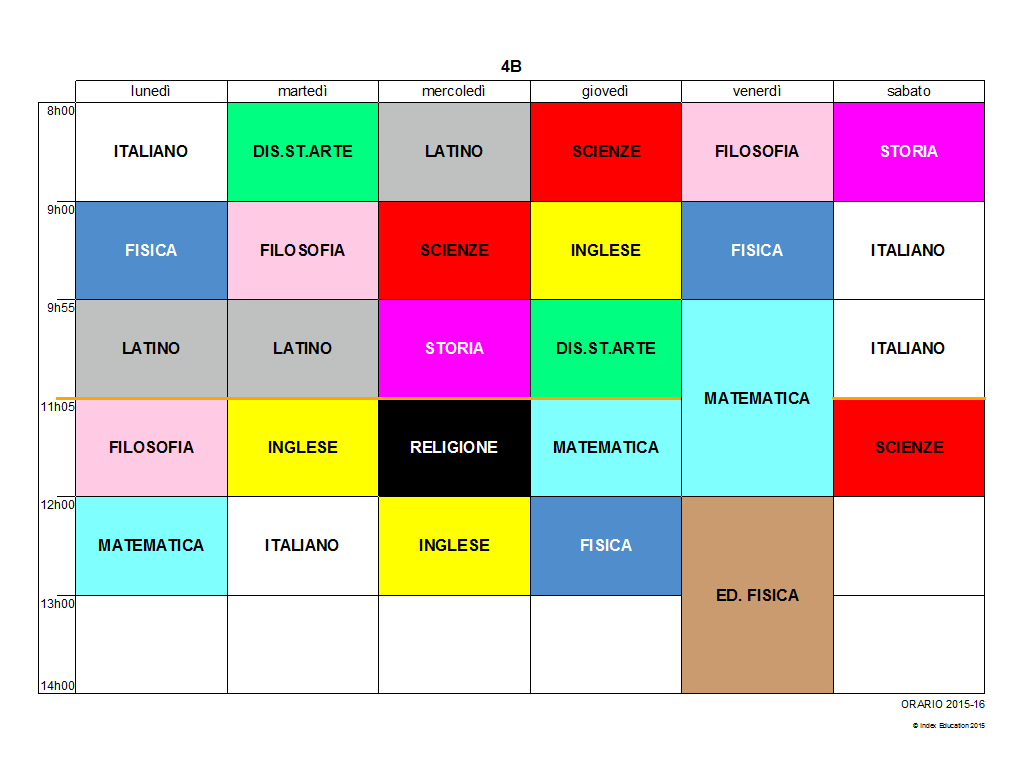 4B
lunedì martedì mercoledì giovedì venerdì sabato
8h00
ITALIANO DIS.ST.ARTE LATINO SCIENZE FILOSOFIA STORIA
9h00
FISICA FILOSOFIA SCIENZE INGLESE FISICA ITALIANO
9h55
LATINO LATINO STORIA DIS.ST.ARTE ITALIANO
MATEMATICA
11h05
FILOSOFIA INGLESE RELIGIONE MATEMATICA SCIENZE
12h00
MATEMATICA ITALIANO INGLESE FISICA
ED. FISICA
13h00
14h00
ORARIO 2015-16
© Index Education 2015